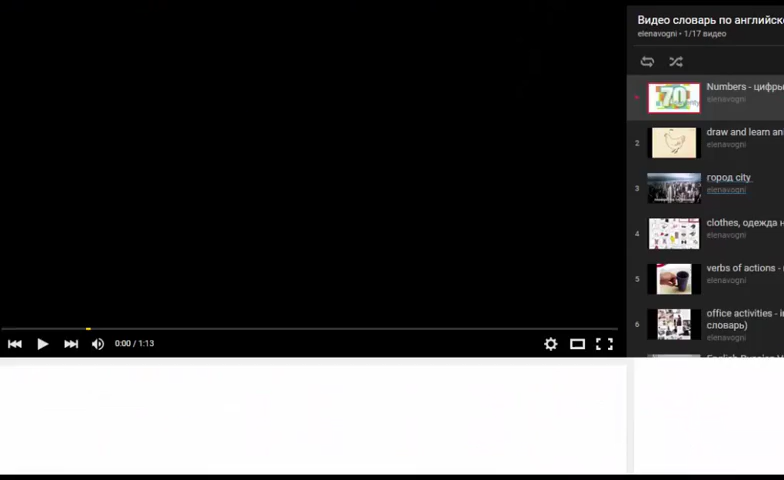 Видео словарь по английск
elenavogni • 1/17 видео
70
Numbers - цифры
elenavogni
2
draw and learn an
elenavogni
3
город city
elenavogni
4
clothes, одежда н
elenavogni
5
verbs of actions -
elenavogni
6
office activities - i
словарь)
elenavogni
0:00 / 1:13